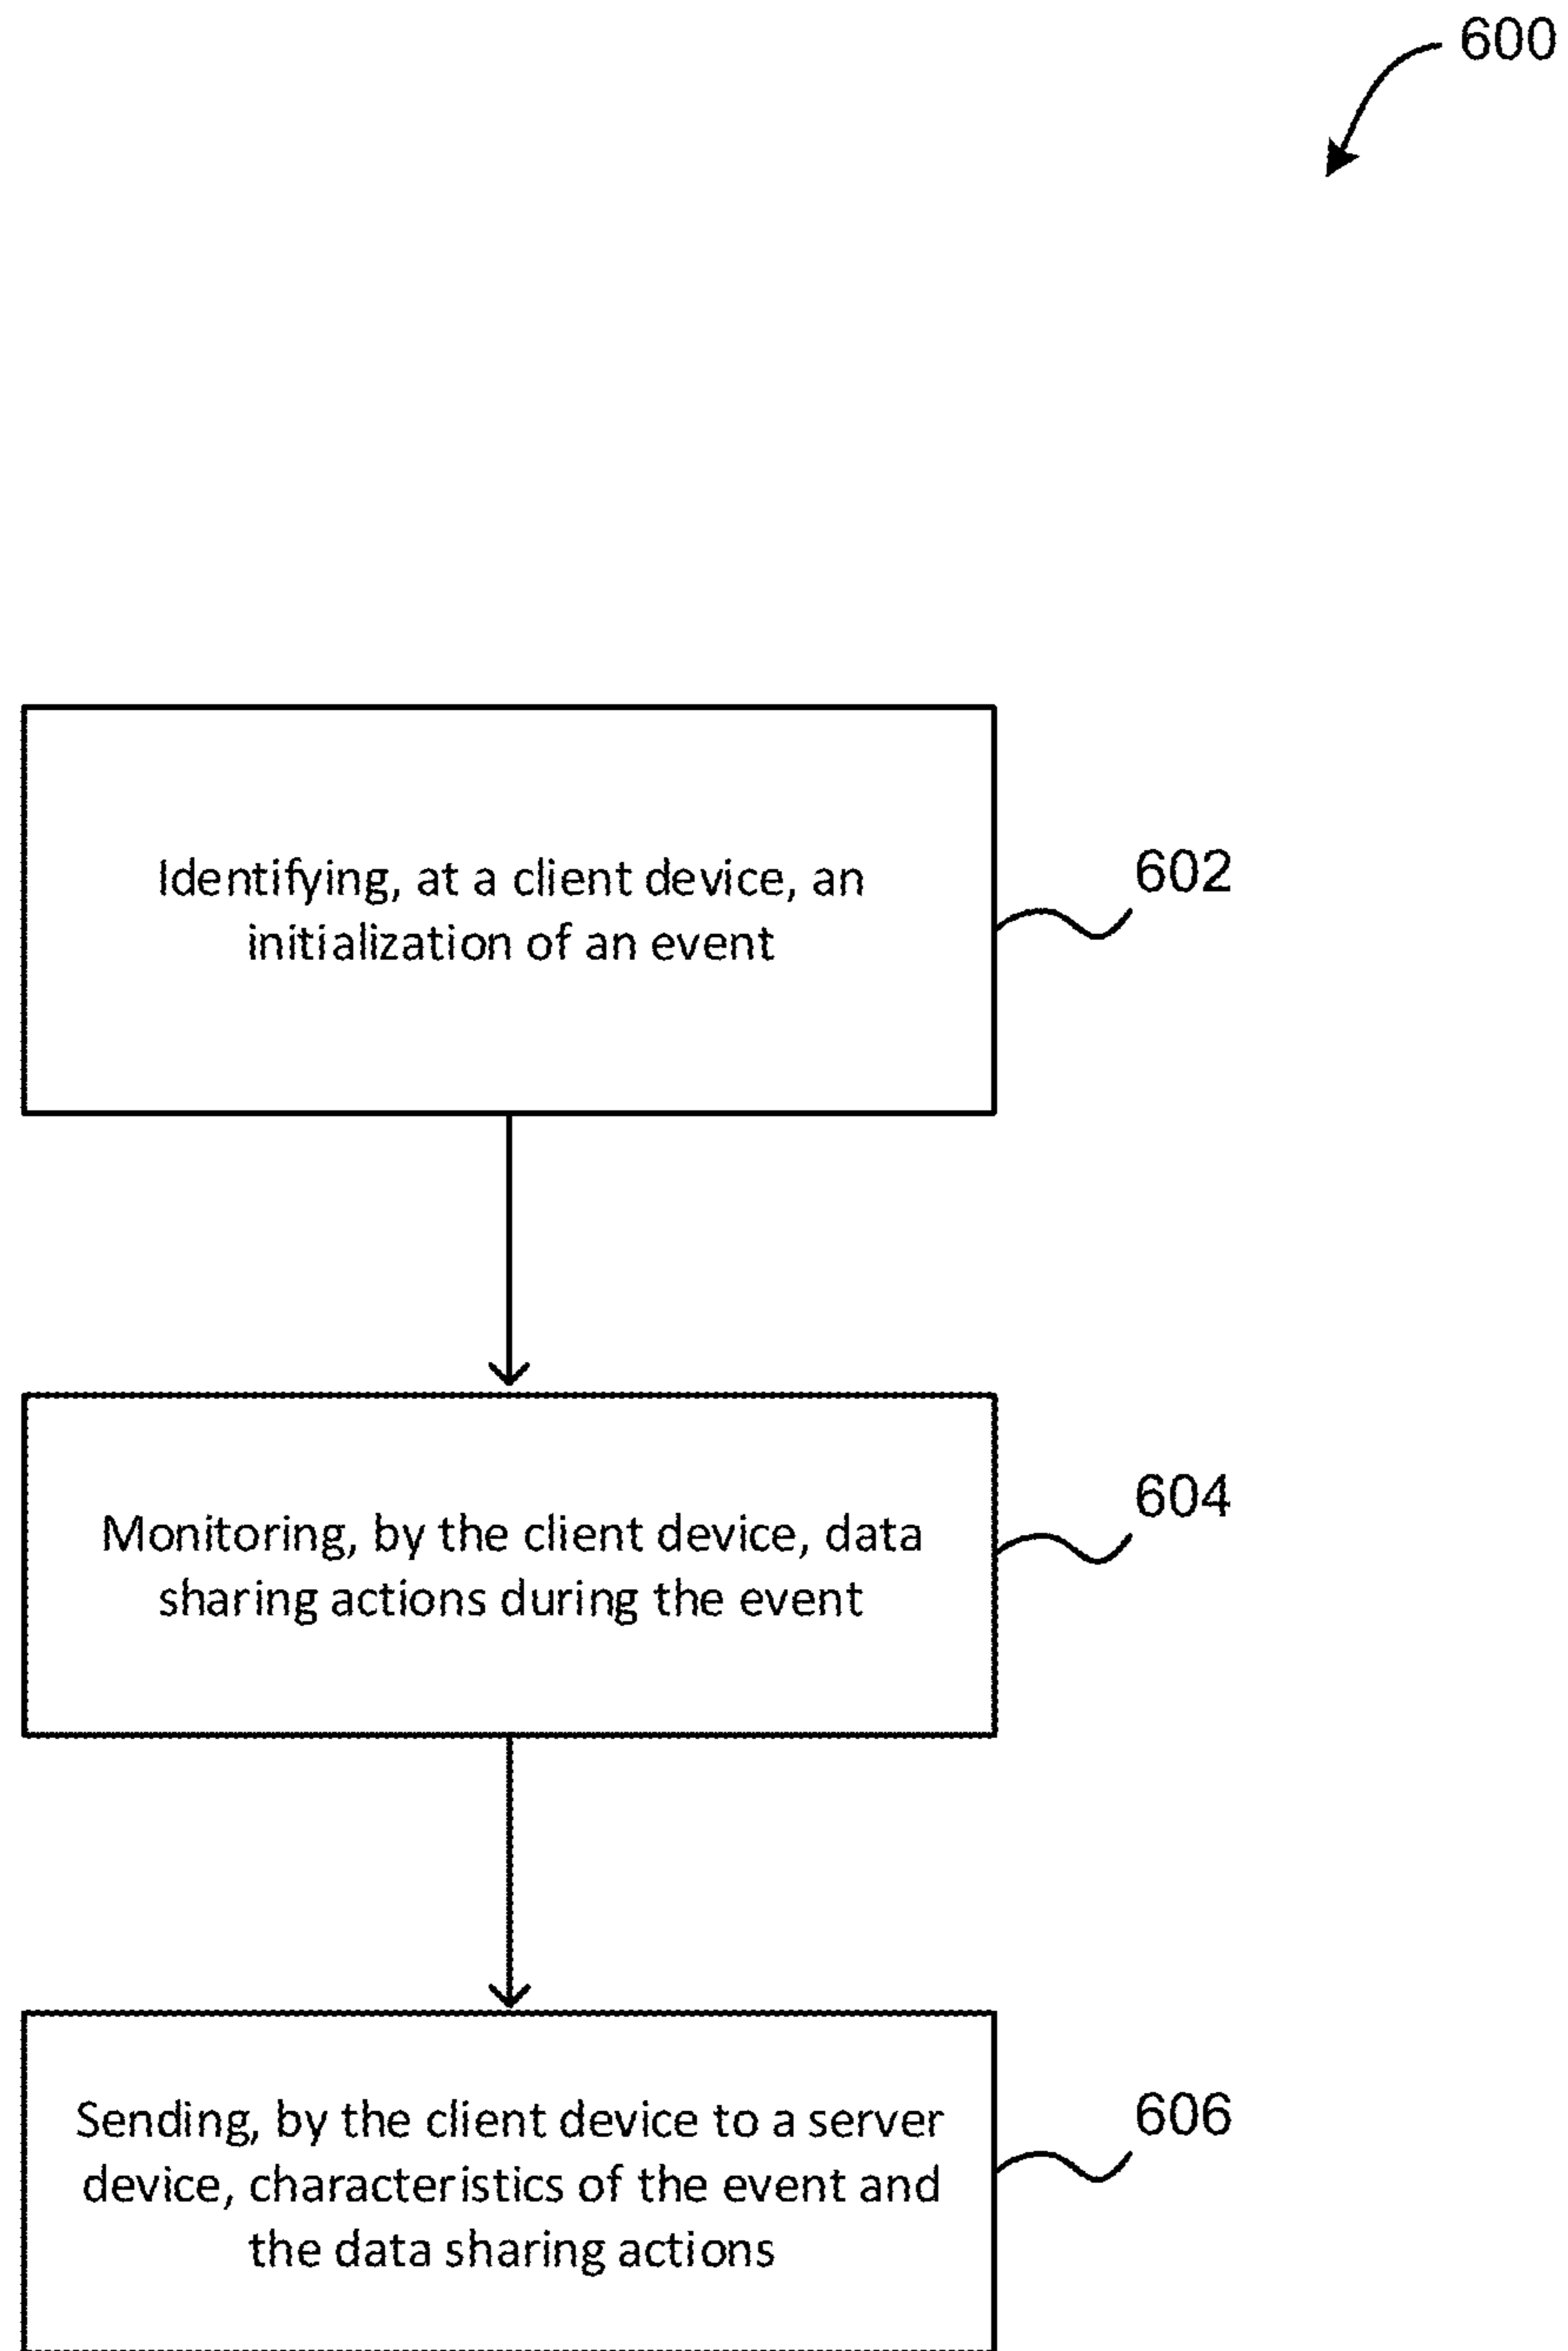 600
Identifying, at a client device, an
initialization of an event
602
Monitoring, by the client device, data
sharing actions during the event
604
Sending, by the client device to a server
device, characteristics of the event and
the data sharing actions
606